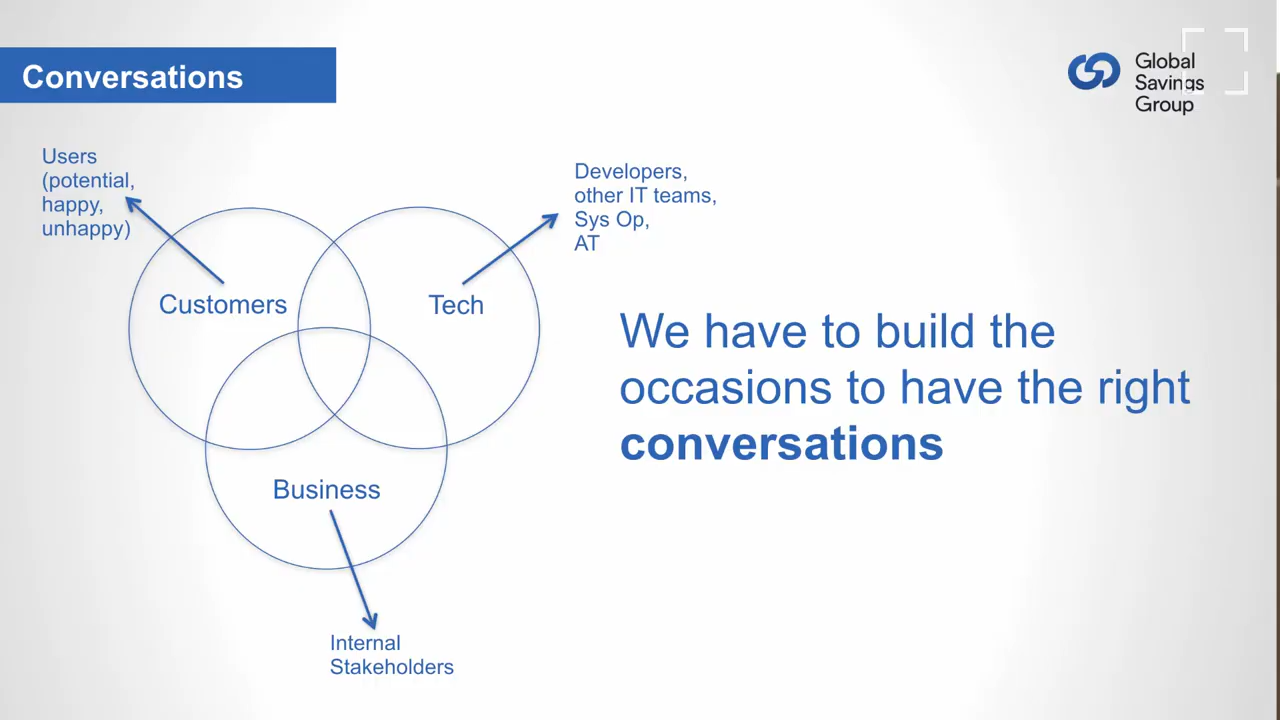 Conversations
Global
Savings
Group
Users
(potential,
happy,
unhappy)
Developers,
other IT teams,
Sys Op,
AT
Customers
Tech
We have to build the
occasions to have the right
conversations
Business
Internal
Stakeholders